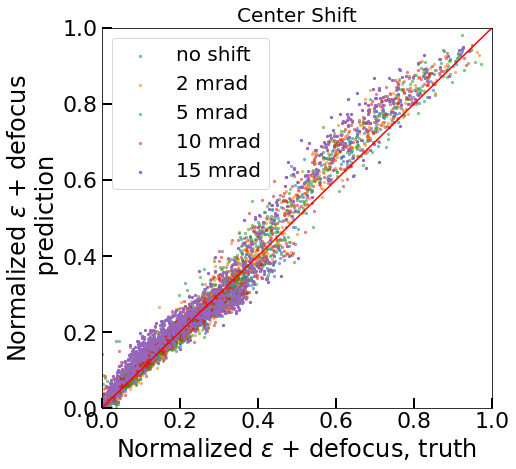 Center Shift
no shift
2 mrad
5 mrad
10 mrad
15 mrad
Normalized ε + defocus
prediction
1.0
0.8
0.6
0.4
0.2
0.0
0.0 0.2 0.4 0.6 0.8 1.0
Normalized ε + defocus, truth